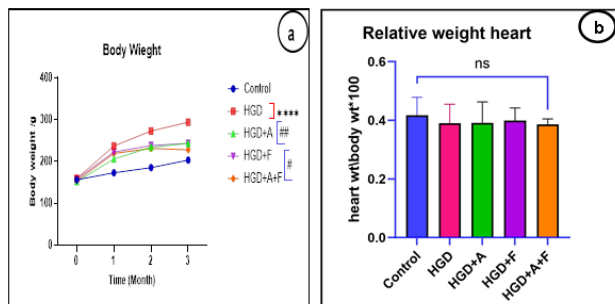 a
Body Wieght
400
300
200
100
0
Body weight /g
0 1 2 3
Time (Month)
Control
HGD
****
HGD+A
##
HGD+F
#
HGD+A+F
b
Relative weight heart
ns
0.6
0.4
0.2
0.0
heart wt\body wt*100
Control
HGD
HGD+A
HGD+F
HGD+A+F